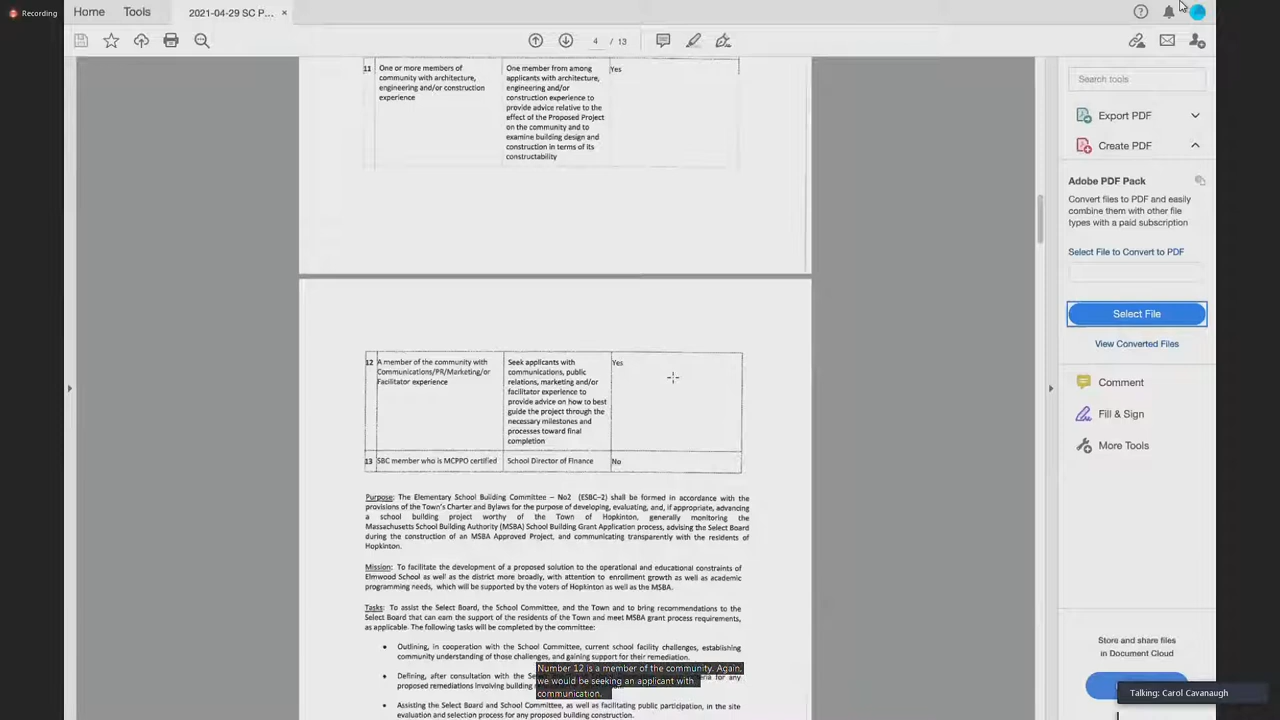 Recording
Home
Tools
2021-04-29 SC P...
×
4 / 13
Search tools
Export PDF
Create PDF
Adobe PDF Pack
Convert files to PDF and easily
combine them with other file
types with a paid subscription
Select File to Convert to PDF
Select File
View Converted Files
Comment
Fill & Sign
More Tools
Store and share files
in Document Cloud
Talking: Carol Cavanaugh
11
One or more members of
community with architecture,
engineering and/or construction
experience
One member from among
applicants with architecture,
engineering and/or
construction experience to
provide advice relative to the
effect of the Proposed Project
on the community and to
examine building design and
construction in terms of its
constructability
Yes
12
A member of the community with
Communications/PR/Marketing/or
Facilitator experience
Seek applicants with
communications, public
relations, marketing and/or
facilitator experience to
provide advice on how to best
guide the project through the
necessary milestones and
processes toward final
completion
Yes
13
SBC member who is MCPPO certified
School Director of Finance
No
Purpose: The Elementary School Building Committee – No2 (ESBC–2) shall be formed in accordance with the
provisions of the Town's Charter and Bylaws for the purpose of developing, evaluating, and, if appropriate, advancing
a school building project worthy of the Town of Hopkinton, generally monitoring the
Massachusetts School Building Authority (MSBA) School Building Grant Application process, advising the Select Board
during the construction of an MSBA Approved Project, and communicating transparently with the residents of
Hopkinton.
Mission: To facilitate the development of a proposed solution to the operational and educational constraints of
Elmwood School as well as the district more broadly, with attention to enrollment growth as well as academic
programming needs, which will be supported by the voters of Hopkinton as well as the MSBA.
Tasks: To assist the Select Board, the School Committee, and the Town and to bring recommendations to the
Select Board that can earn the support of the residents of the Town and meet MSBA grant process requirements,
as applicable. The following tasks will be completed by the committee:
• Outlining, in cooperation with the School Committee, current school facility challenges, establishing
community understanding of those challenges, and gaining support for their remediation.
• Defining, after consultation with the for any
proposed remediations involving building
• Assisting the Select Board and School Committee, as well as facilitating public participation, in the site
evaluation and selection process for any proposed building construction.
Number 12 is a member of the community. Again,
we would be seeking an applicant with
communication.